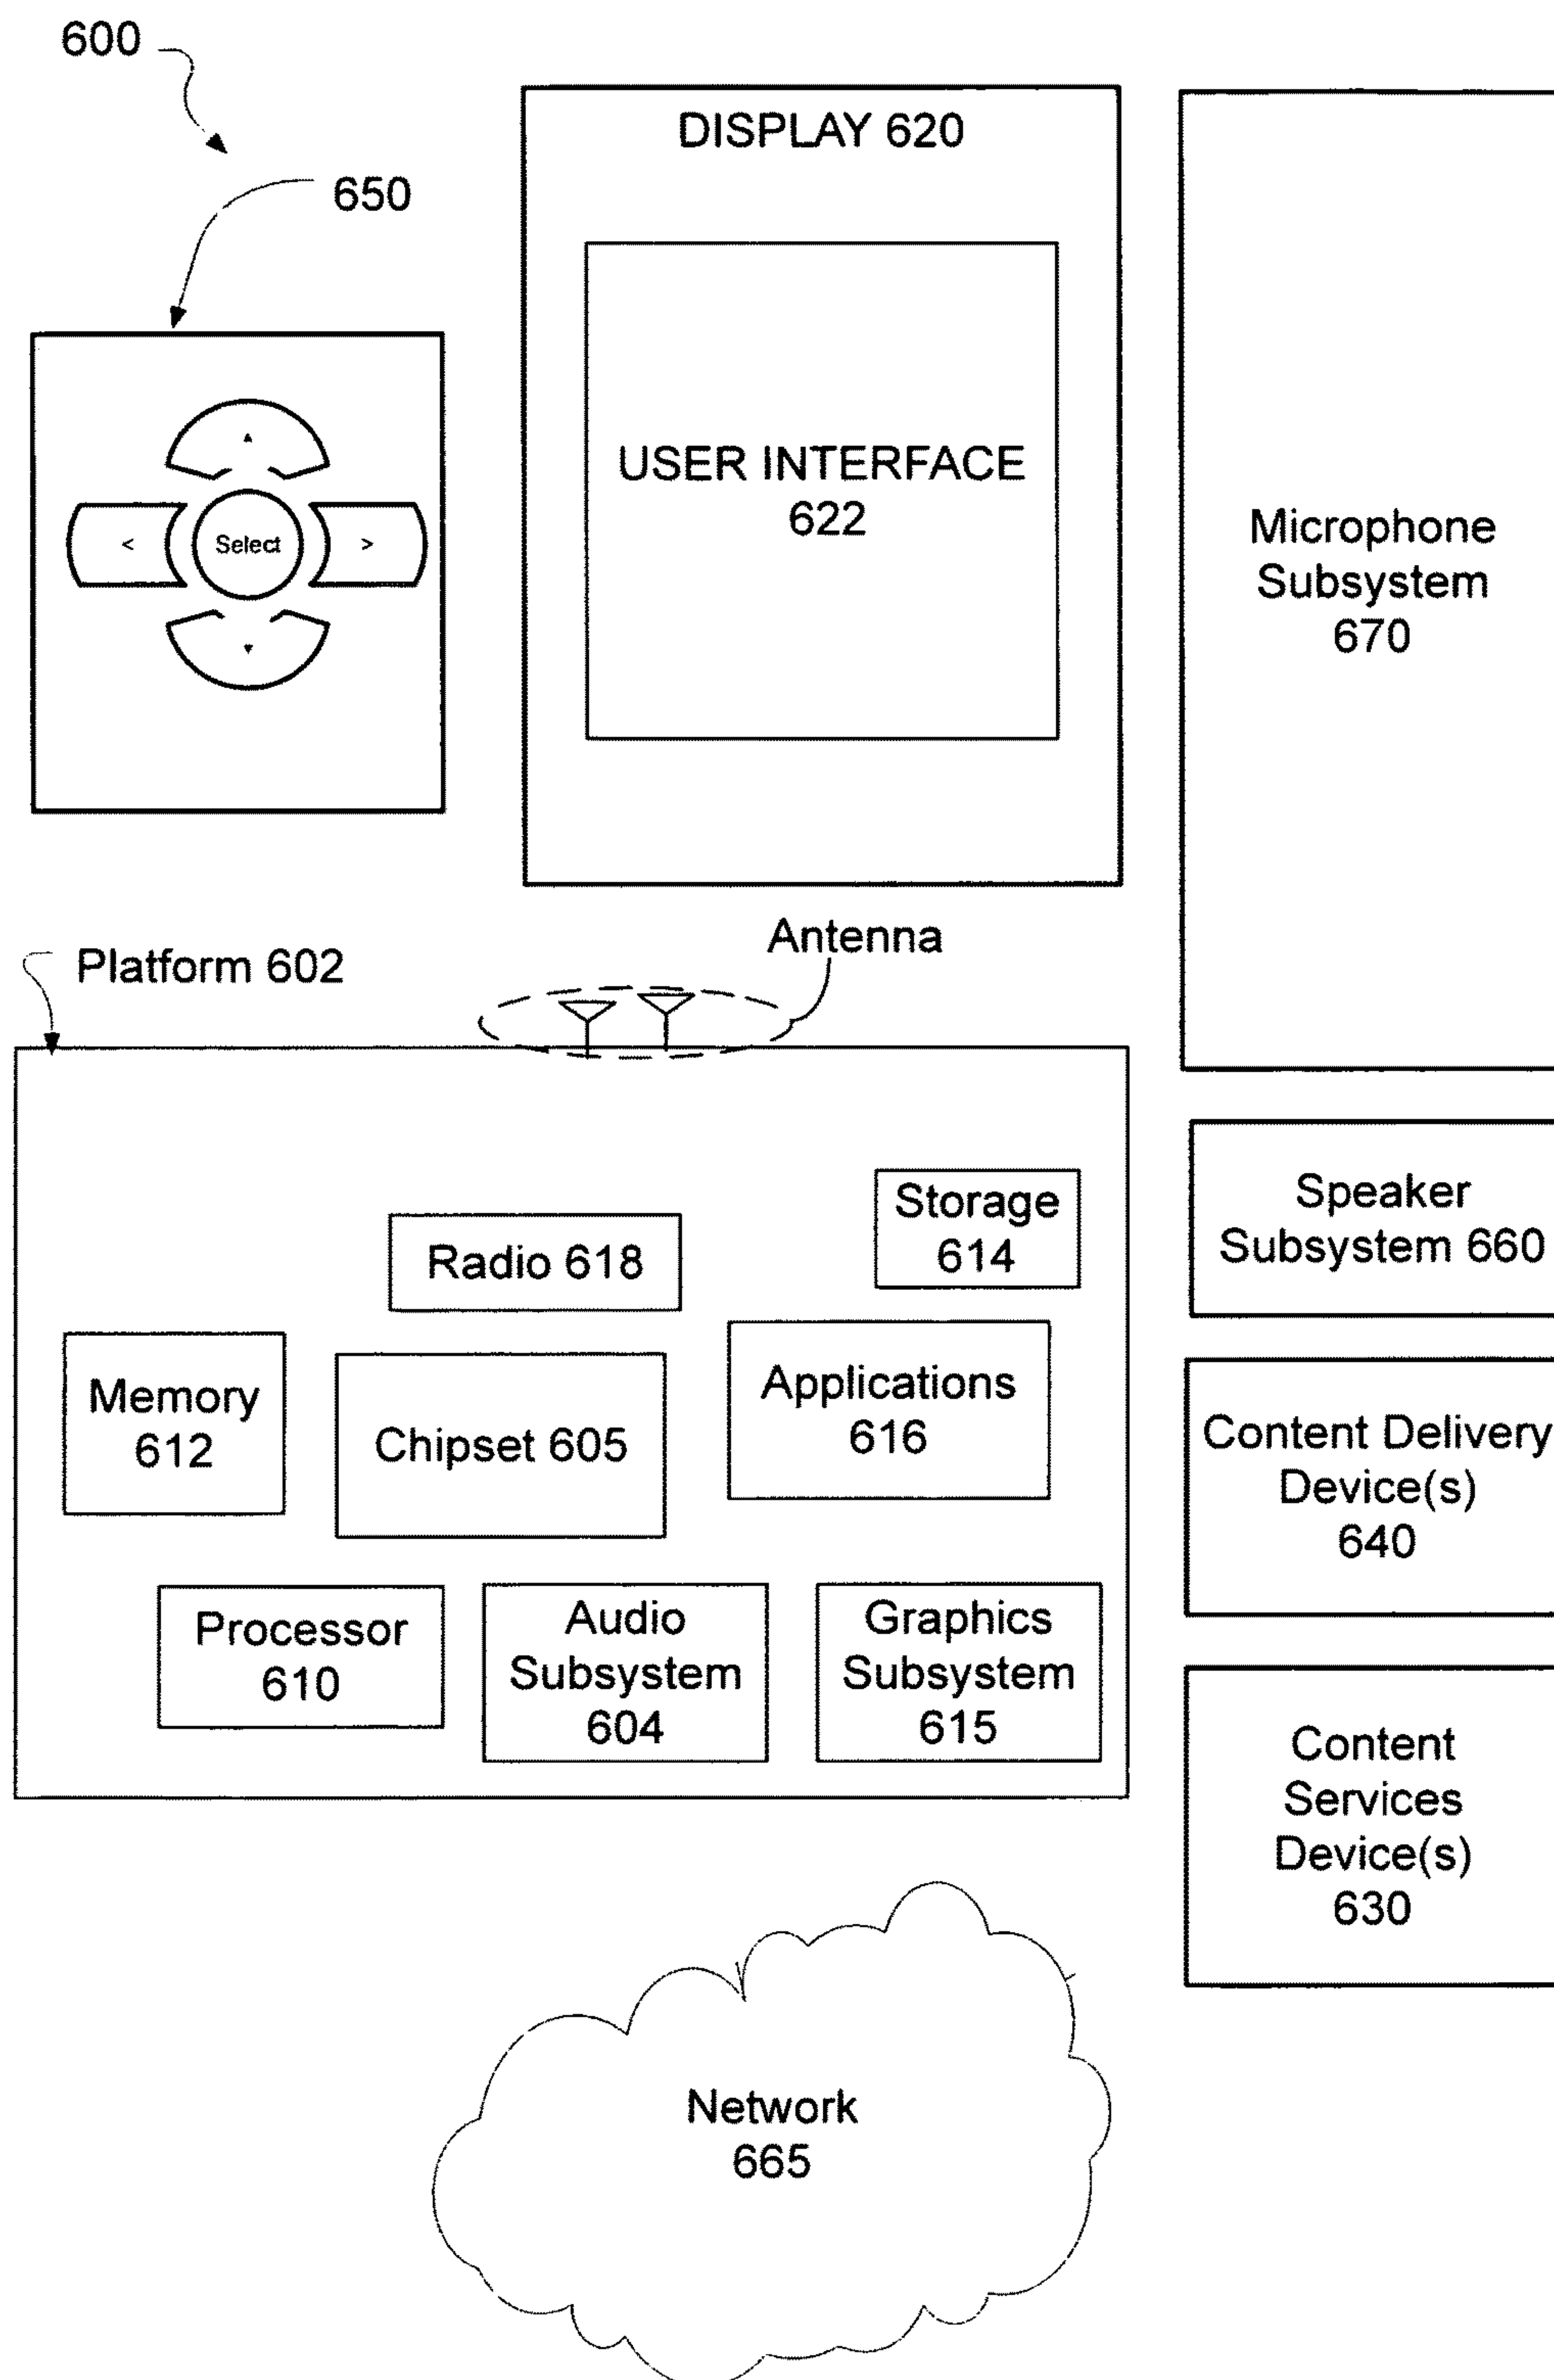 600
650
<
Select
>
DISPLAY 620
USER INTERFACE
622
Microphone
Subsystem
670
Antenna
Platform 602
Storage
614
Radio 618
Memory
612
Chipset 605
Applications
616
Processor
610
Audio
Subsystem
604
Graphics
Subsystem
615
Speaker
Subsystem 660
Content Delivery
Device(s)
640
Content
Services
Device(s)
630
Network
665